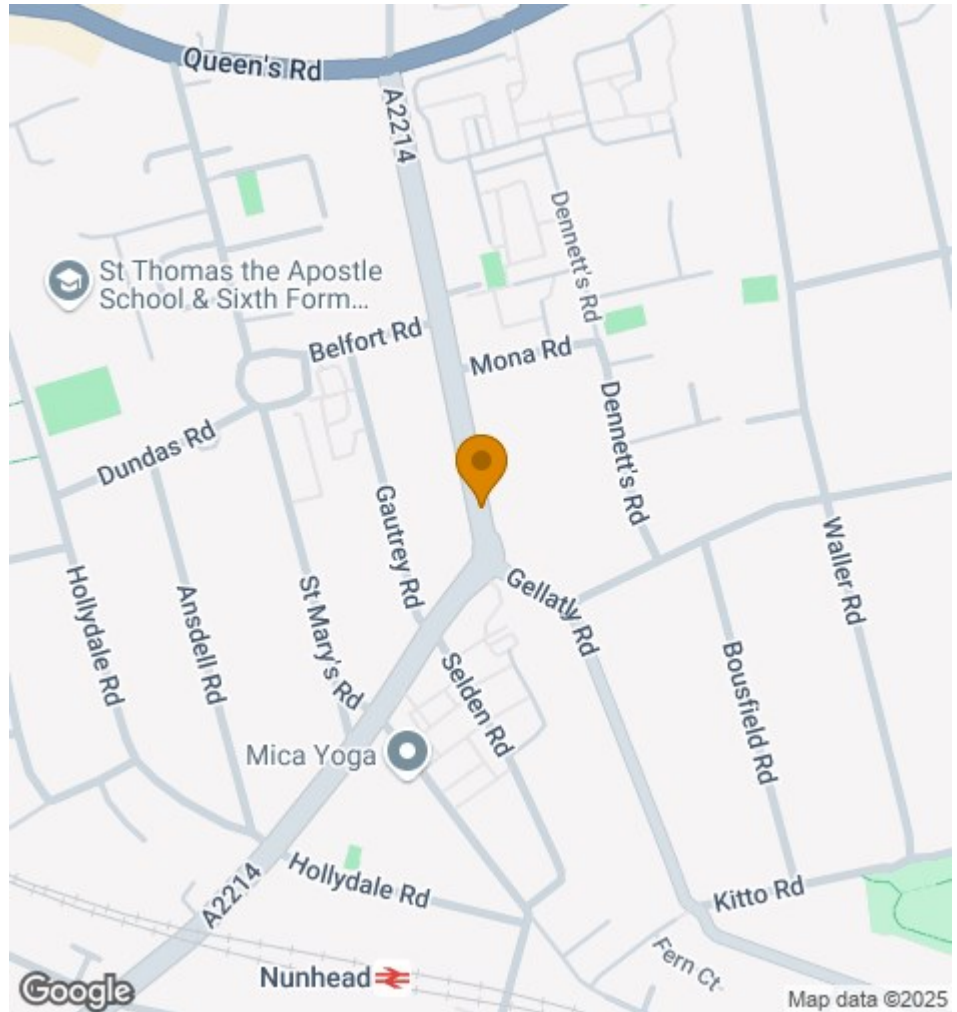 Queen's Rd
A2214
Dennett's Rd
St Thomas the Apostle
School & Sixth Form...
Belfort Rd
Mona Rd
Dennett's Rd
Dundas Rd
Gautrey Rd
Waller Rd
Hollydale Rd
Ansdell Rd
St Mary's Rd
Gellatly Rd
Selden Rd
Bousfield Rd
Mica Yoga
A2214
Hollydale Rd
Kitto Rd
Fern Ct
Nunhead
Google
Map data ©2025